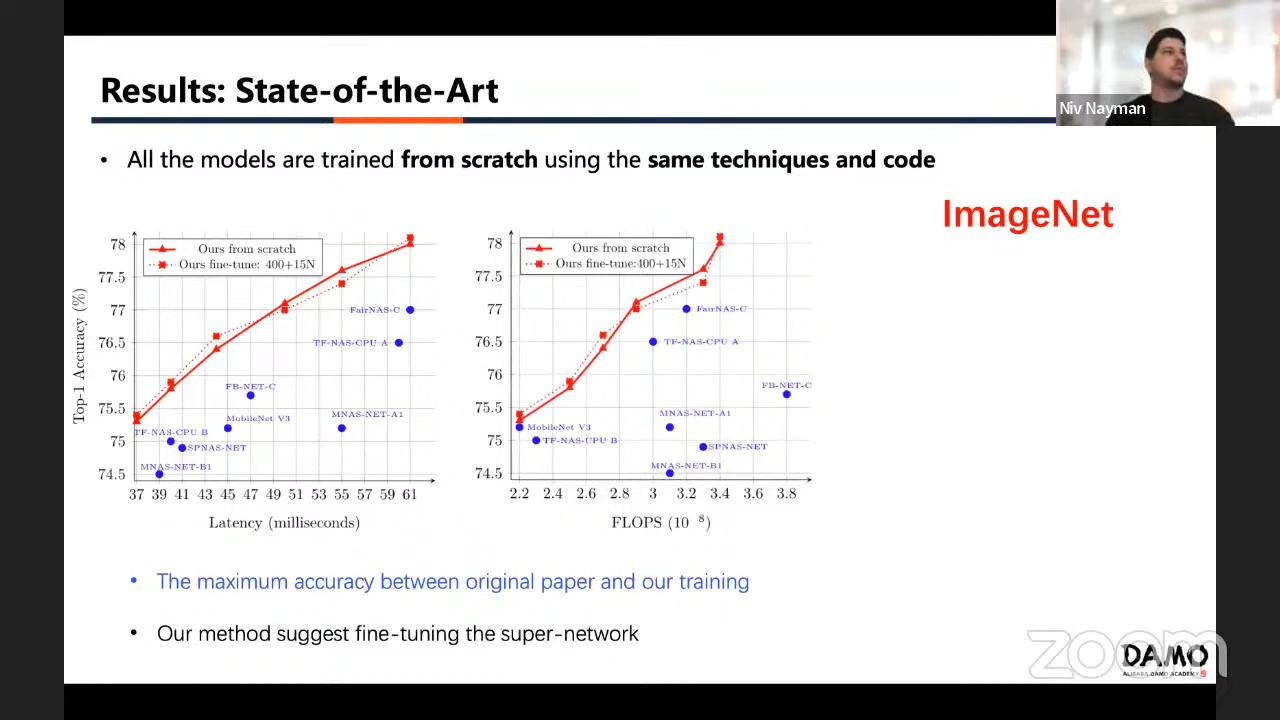 Results: State-of-the-Art
Niv Nayman
• All the models are trained from scratch using the same techniques and code
ImageNet
Ours from scratch
Ours fine-tune: 400+15N
78
77.5
77
76.5
76
75.5
75
74.5
Top-1 Accuracy (%)
FairNAS-C
TF-NAS-CPU A
FB-NET-C
MobileNet V3
MNAS-NET-A1
TF-NAS-CPU B
SPNAS-NET
MNAS-NET-B1
37 39 41 43 45 47 49 51 53 55 57 59 61
Latency (milliseconds)
Ours from scratch
Ours fine-tune:400+15N
78
77.5
77
76.5
76
75.5
75
74.5
FairNAS-C
TF-NAS-CPU A
FB-NET-C
MNAS-NET-A1
MobileNet V3
TF-NAS-CPU B
SPNAS-NET
MNAS-NET-B1
2.2 2.4 2.6 2.8 3 3.2 3.4 3.6 3.8
FLOPS (10 8)
• The maximum accuracy between original paper and our training
• Our method suggest fine-tuning the super-network
zoom
DAMO
ALIBABA DAMO ACADEMY